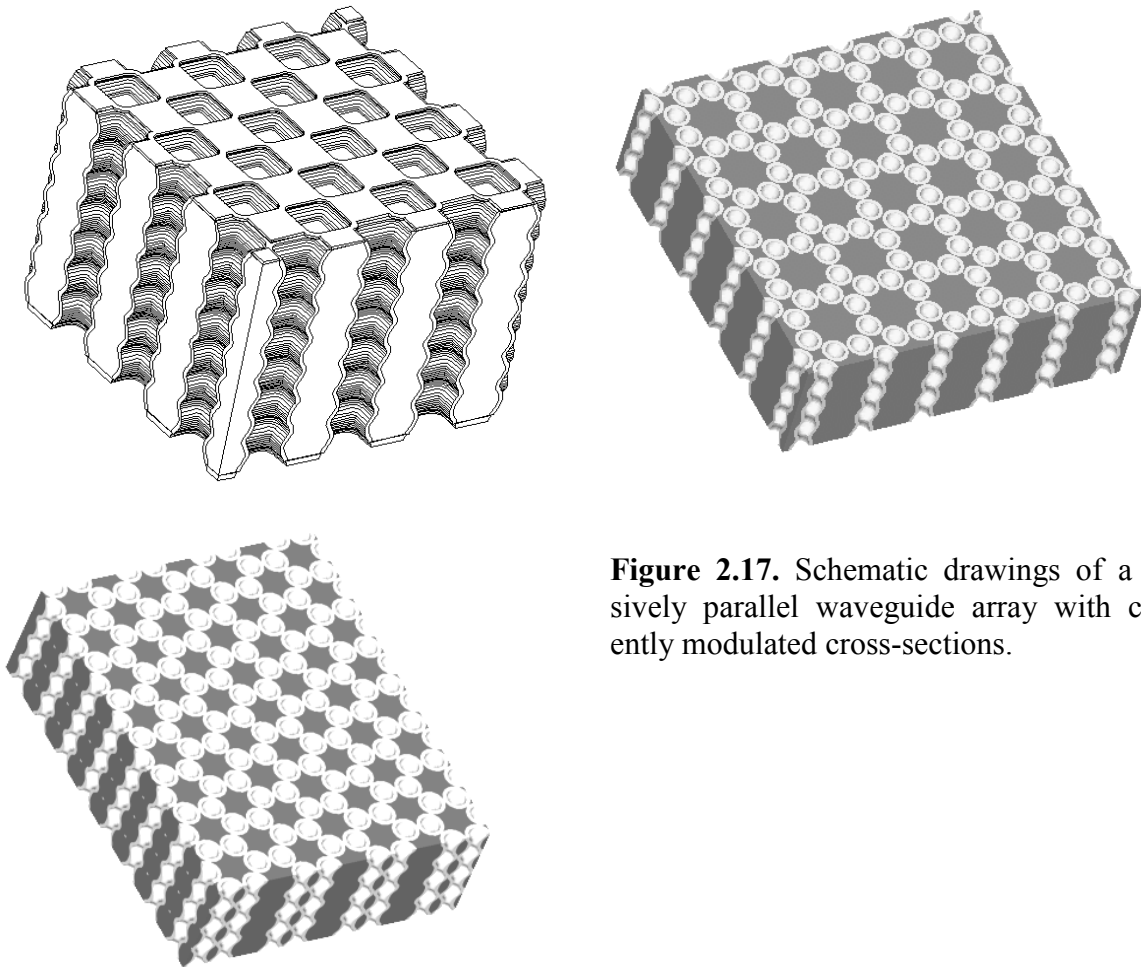 Figure 2.17. Schematic drawings of a
sively parallel waveguide array with c
ently modulated cross-sections.